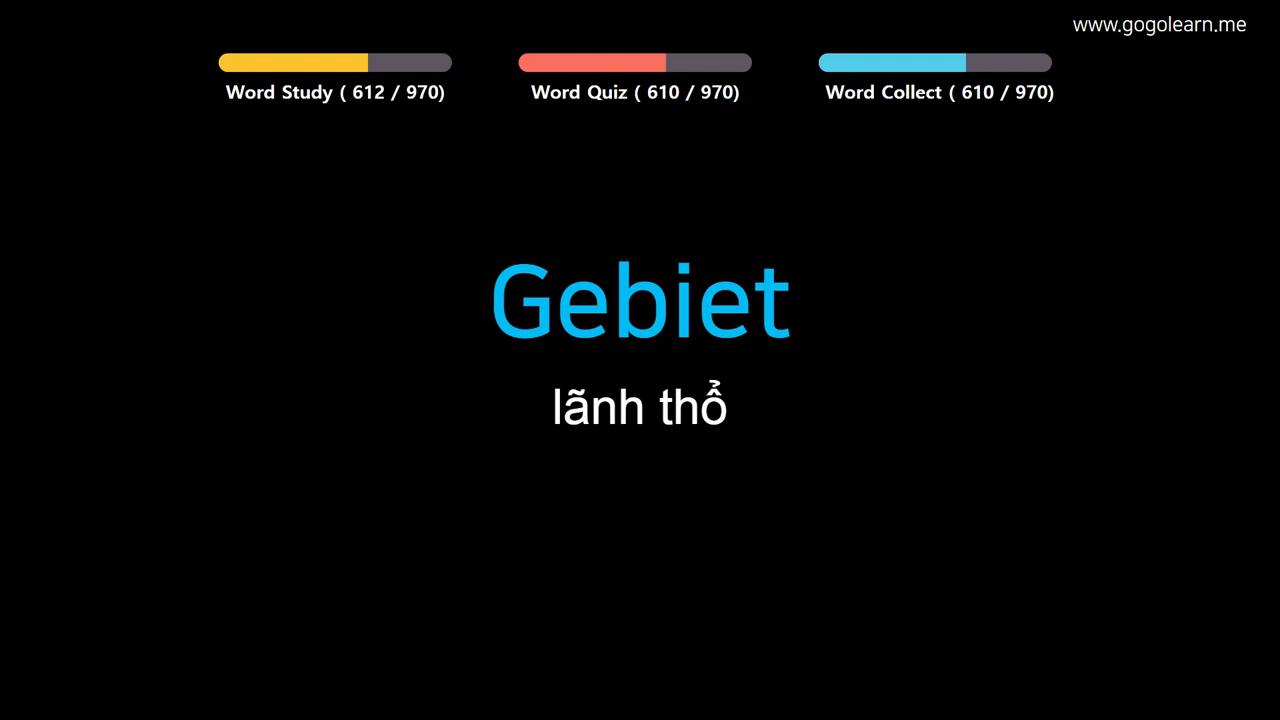 www.gogolearn.me
Word Study ( 612 / 970)
Word Quiz ( 610 / 970)
Word Collect ( 610 / 970)
Gebiet
lãnh thổ